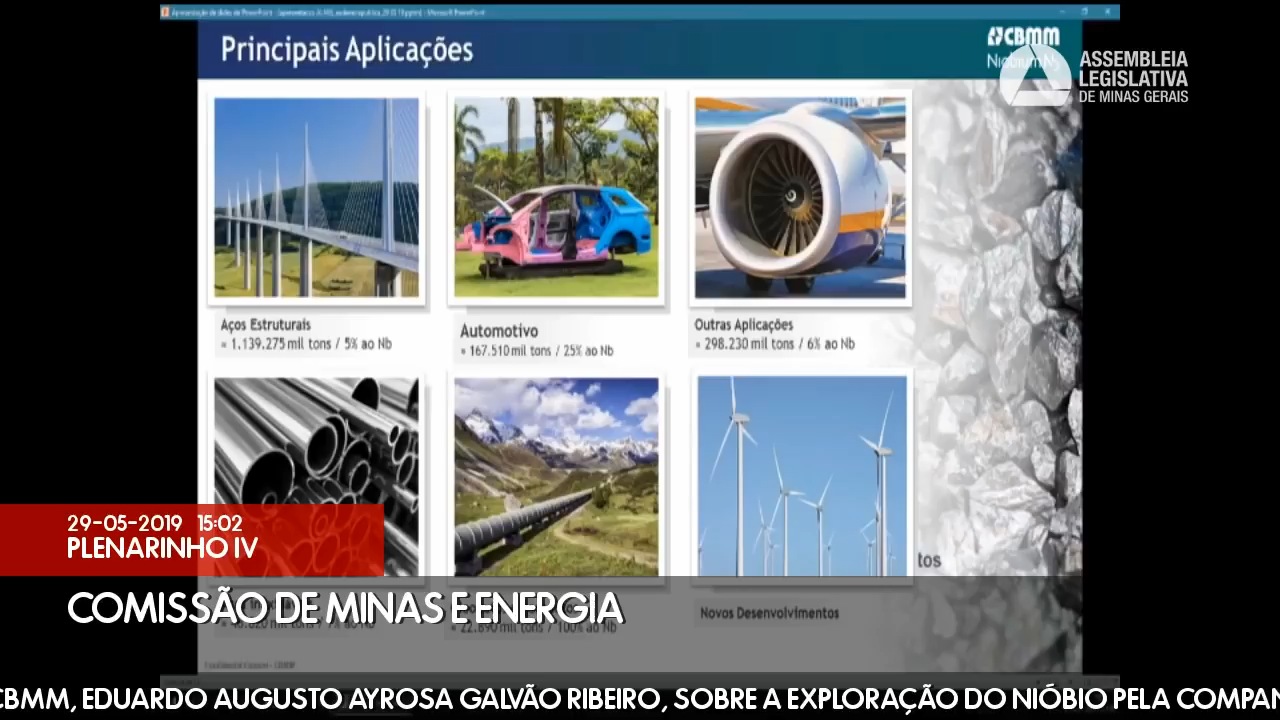 Principais Aplicações
CBMM
Niobium N5
ASSEMBLEIA
LEGISLATIVA
DE MINAS GERAIS
Aços Estruturais
1.139.275 mil tons / 5% ao Nb
Automotivo
167.510 mil tons / 25% ao Nb
Outras Aplicações
298.230 mil tons / 6% ao Nb
tos
29-05-2019 15:02
PLENARINHO IV
COMISSÃO DE MINAS E ENERGIA
22.890 mil tons / 100% ao Nb
Novos Desenvolvimentos
CBMM, EDUARDO AUGUSTO AYROSA GALVÃO RIBEIRO, SOBRE A EXPLORAÇÃO DO NIÓBIO PELA COMPAN